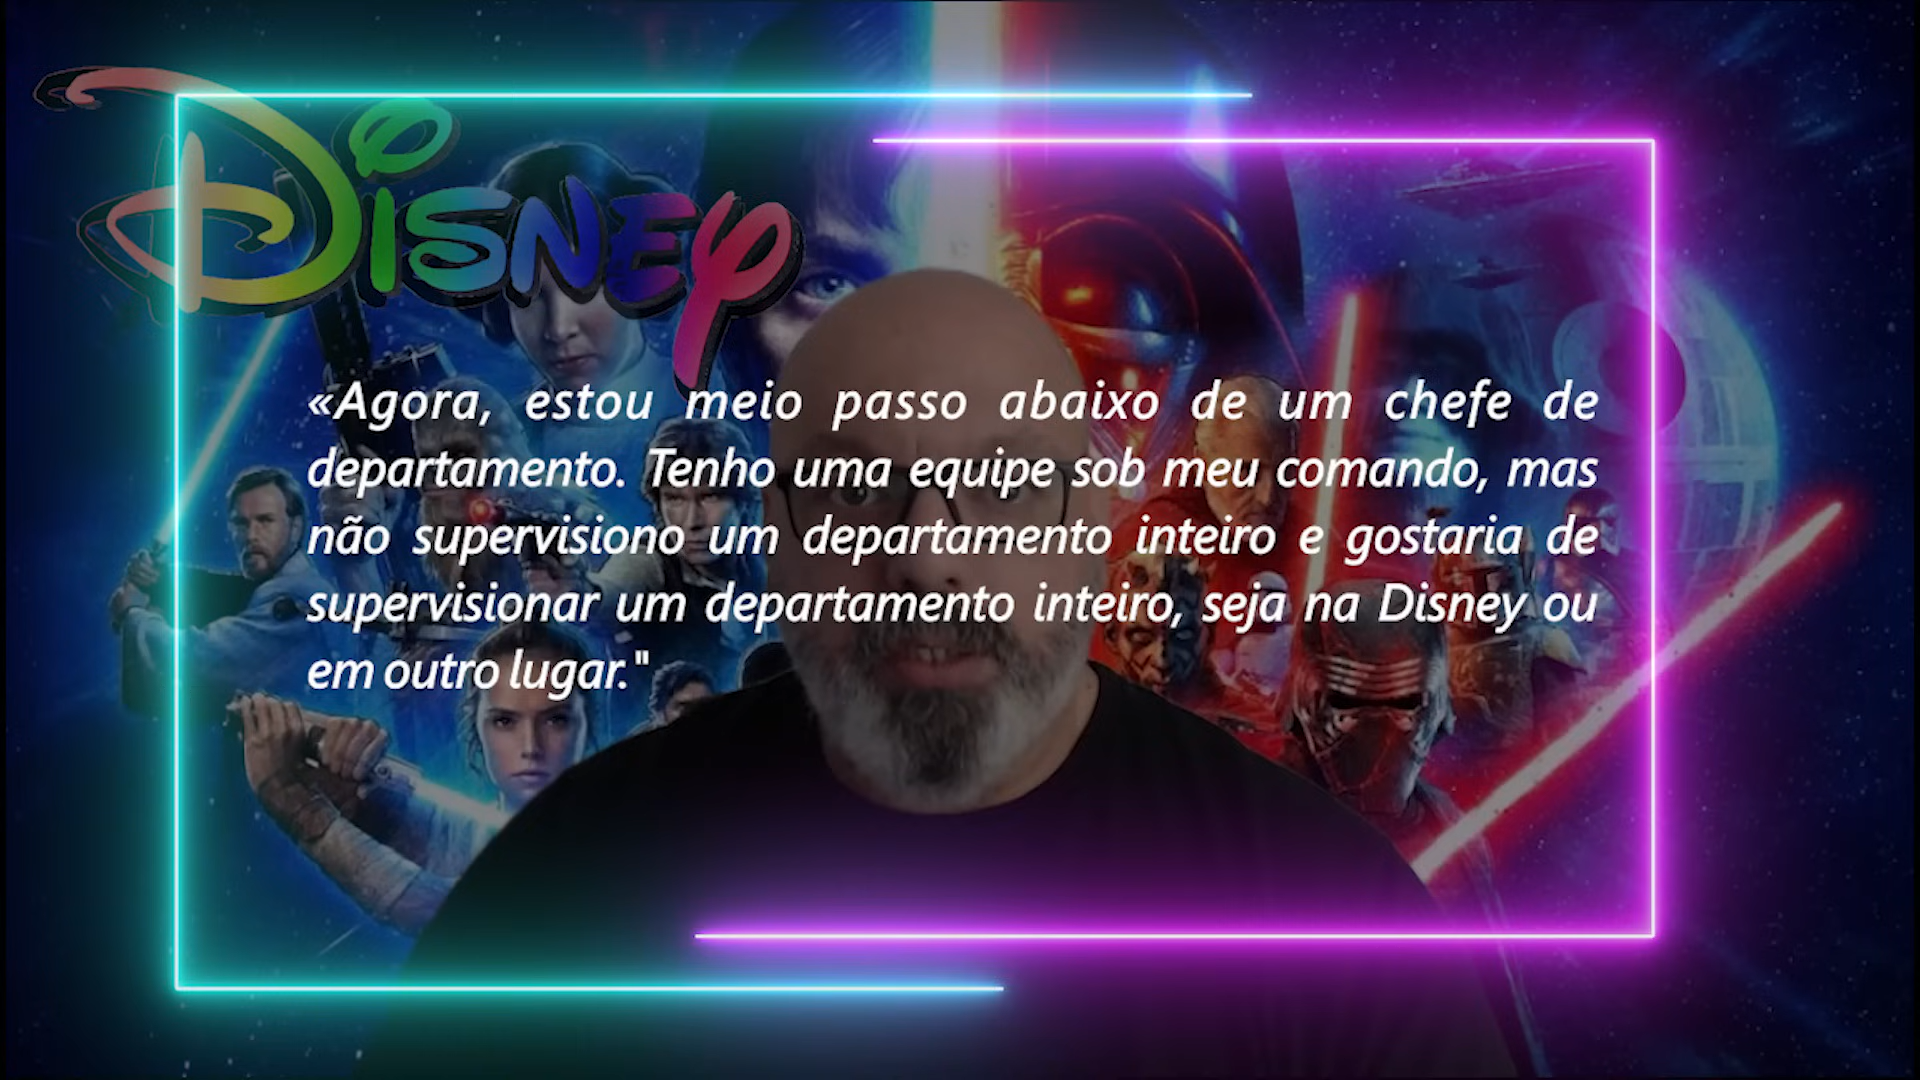 Disney
«Agora, estou meio passo abaixo de um chefe de
departamento. Tenho uma equipe sob meu comando, mas
não supervisiono um departamento inteiro e gostaria de
supervisionar um departamento inteiro, seja na Disney ou
em outro lugar."